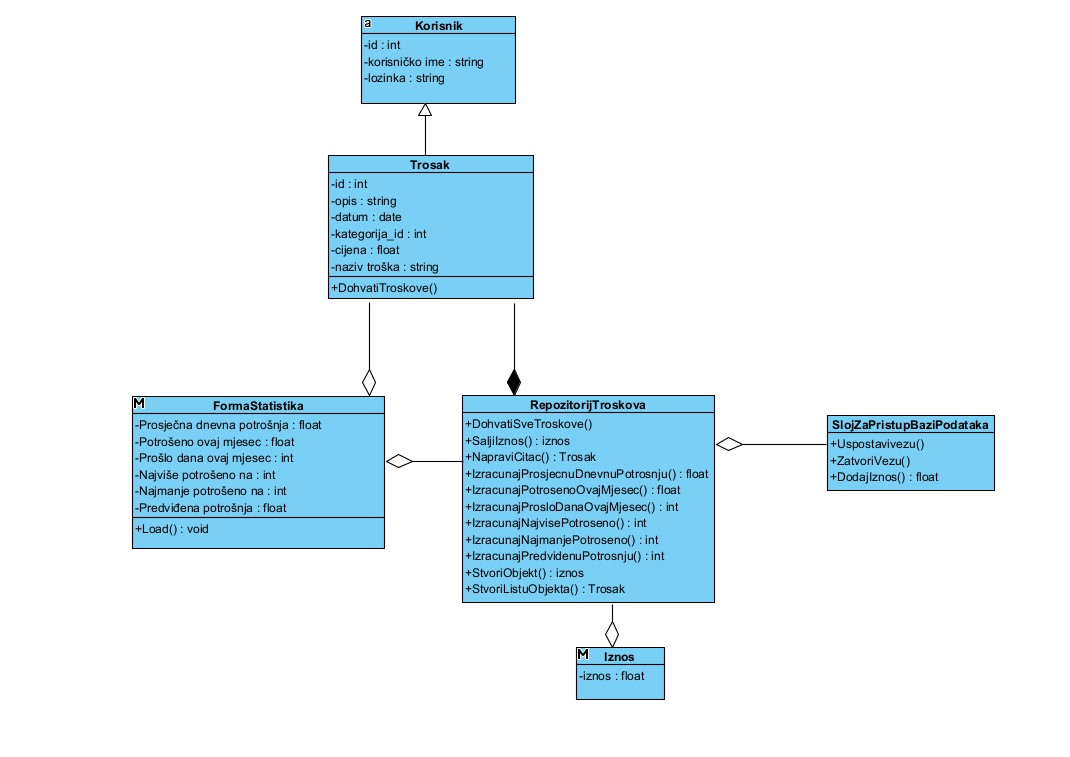 a
Korisnik
-id : int
-korisničko ime : string
-lozinka : string
Trosak
-id : int
-opis : string
-datum : date
-kategorija_id : int
-cijena : float
-naziv troška : string
+DohvatiTroskove()
M
FormaStatistika
-Prosječna dnevna potrošnja : float
-Potrošeno ovaj mjesec : float
-Prošlo dana ovaj mjesec : int
-Najviše potrošeno na : int
-Najmanje potrošeno na : int
-Predviđena potrošnja : float
+Load() : void
RepozitorijTroskova
+DohvatiSveTroskove()
+SaljiIznos() : iznos
+NapraviCitac() : Trosak
+IzracunajProsjecnuDnevnuPotrosnju() : float
+IzracunajPotrosenoOvajMjesec() : float
+IzracunajProsloDanaOvajMjesec() : int
+IzracunajNajvisePotroseno() : int
+IzracunajNajmanjePotroseno() : int
+IzracunajPredvidenuPotrosnju() : int
+StvoriObjekt() : iznos
+StvoriListuObjekta() : Trosak
SlojZaPristupBaziPodataka
+Uspostavivezu()
+ZatvoriVezu()
+DodajIznos() : float
M
Iznos
-iznos : float